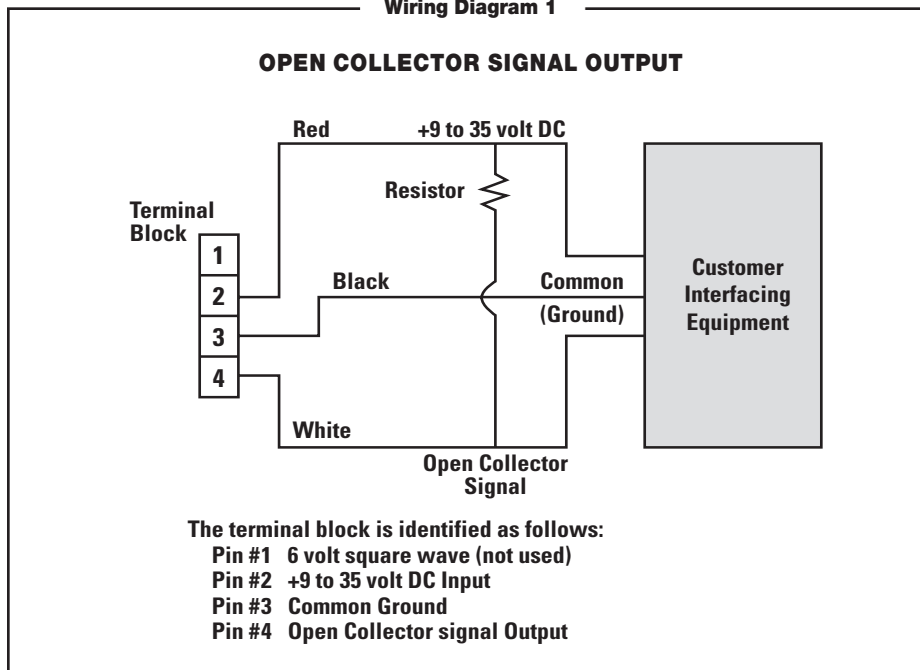 Wiring Diagram 1
OPEN COLLECTOR SIGNAL OUTPUT
Red
+9 to 35 volt DC
Resistor
Terminal
Block
1
2
3
4
Black
Common
(Ground)
Customer
Interfacing
Equipment
White
Open Collector
Signal
The terminal block is identified as follows:
Pin #1 6 volt square wave (not used)
Pin #2 +9 to 35 volt DC Input
Pin #3 Common Ground
Pin #4 Open Collector signal Output